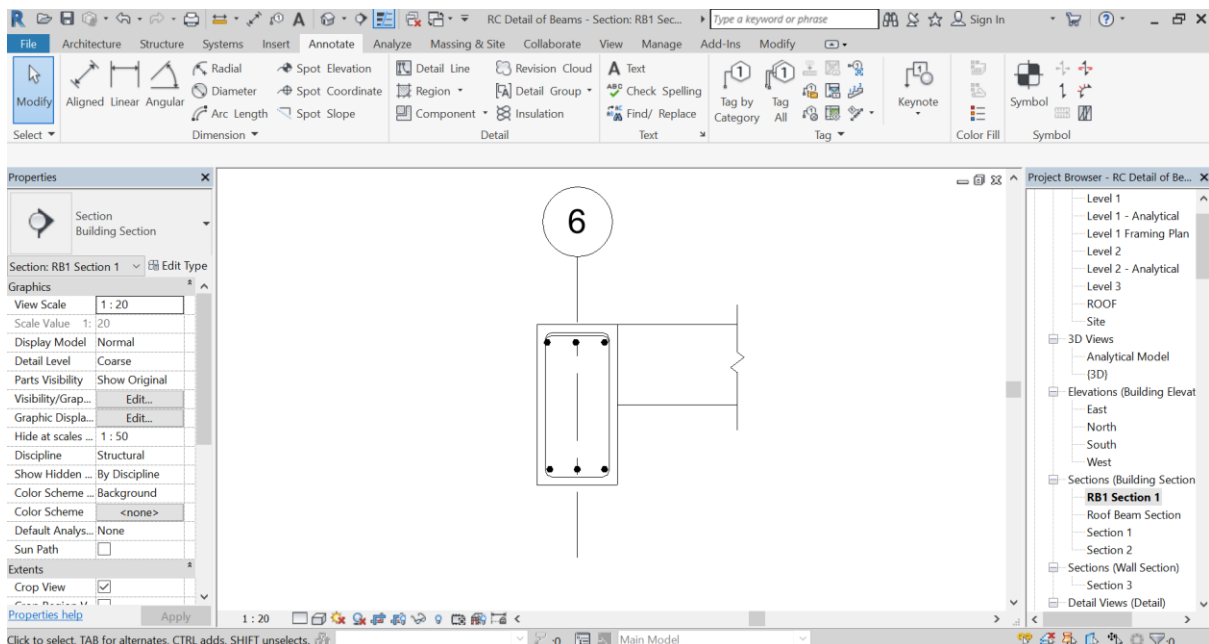 RC Detail of Beams - Section: RB1 Sec...
Type a keyword or phrase
Sign In
File Architecture Structure Systems Insert Annotate Analyze Massing & Site Collaborate View Manage Add-Ins Modify
Modify
Aligned Linear Angular
Radial
Diameter
Arc Length
Spot Elevation
Spot Coordinate
Spot Slope
Detail Line
Region
Component
Revision Cloud
Detail Group
Insulation
A Text
ABC Check Spelling
Find/ Replace
Tag by Category
Tag All
Keynote
Symbol
Select Dimension Detail Text Tag Color Fill Symbol
Properties
Section
Building Section
Section: RB1 Section 1 Edit Type
Graphics
View Scale 1 : 20
Scale Value 1: 20
Display Model Normal
Detail Level Coarse
Parts Visibility Show Original
Visibility/Grap... Edit...
Graphic Displa... Edit...
Hide at scales ... 1 : 50
Discipline Structural
Show Hidden ... By Discipline
Color Scheme ... Background
Color Scheme <none>
Default Analys... None
Sun Path
Extents
Crop View
Properties help Apply
6
1 : 20
Project Browser - RC Detail of Be...
Level 1
Level 1 - Analytical
Level 1 Framing Plan
Level 2
Level 2 - Analytical
Level 3
ROOF
Site
3D Views
Analytical Model
{3D}
Elevations (Building Elevat
East
North
South
West
Sections (Building Section
RB1 Section 1
Roof Beam Section
Section 1
Section 2
Sections (Wall Section)
Section 3
Detail Views (Detail)
Click to select, TAB for alternates, CTRL adds, SHIFT unselects.
:0
Main Model
:0